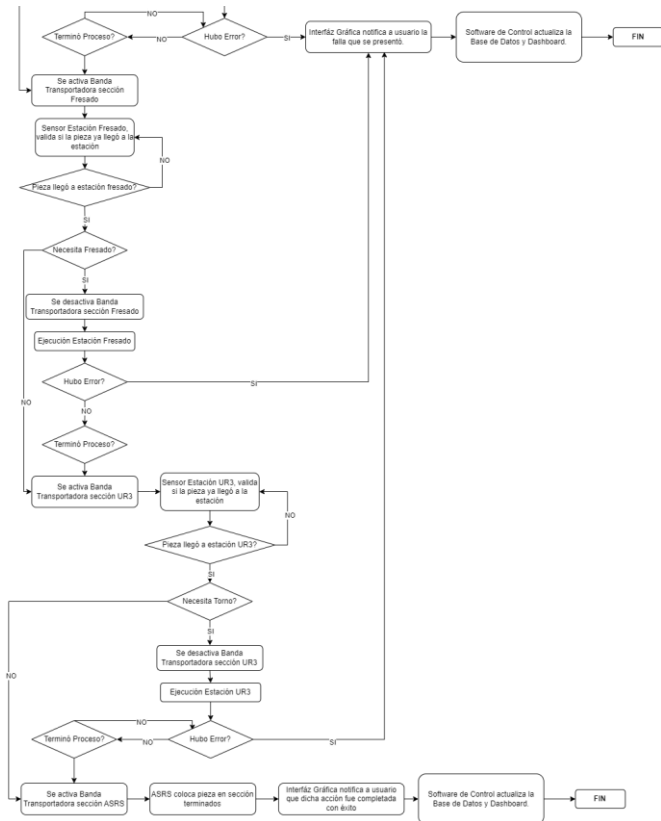 NO
Terminó Proceso?
NO
Hubo Error?
SI
Interfáz Gráfica notifica a usuario la
falla que se presentó.
Software de Control actualiza la
Base de Datos y Dashboard.
FIN
Se activa Banda
Transportadora sección
Fresado
Sensor Estación Fresado,
valida si la pieza ya llegó a la
estación
NO
Pieza llegó a estación fresado?
SI
Necesita Fresado?
SI
Se desactiva Banda
Transportadora sección Fresado
Ejecución Estación Fresado
Hubo Error?
SI
NO
NO
Terminó Proceso?
Se activa Banda
Transportadora sección UR3
Sensor Estación UR3, valida
si la pieza ya llegó a la
estación
NO
Pieza llegó a estación UR3?
SI
Necesita Torno?
SI
Se desactiva Banda
Transportadora sección UR3
NO
Ejecución Estación UR3
NO
Terminó Proceso?
NO
Hubo Error?
SI
Se activa Banda
Transportadora sección ASRS
ASRS coloca pieza en sección
terminados
Interfáz Gráfica notifica a usuario
que dicha acción fue completada
con éxito
Software de Control actualiza la
Base de Datos y Dashboard.
FIN